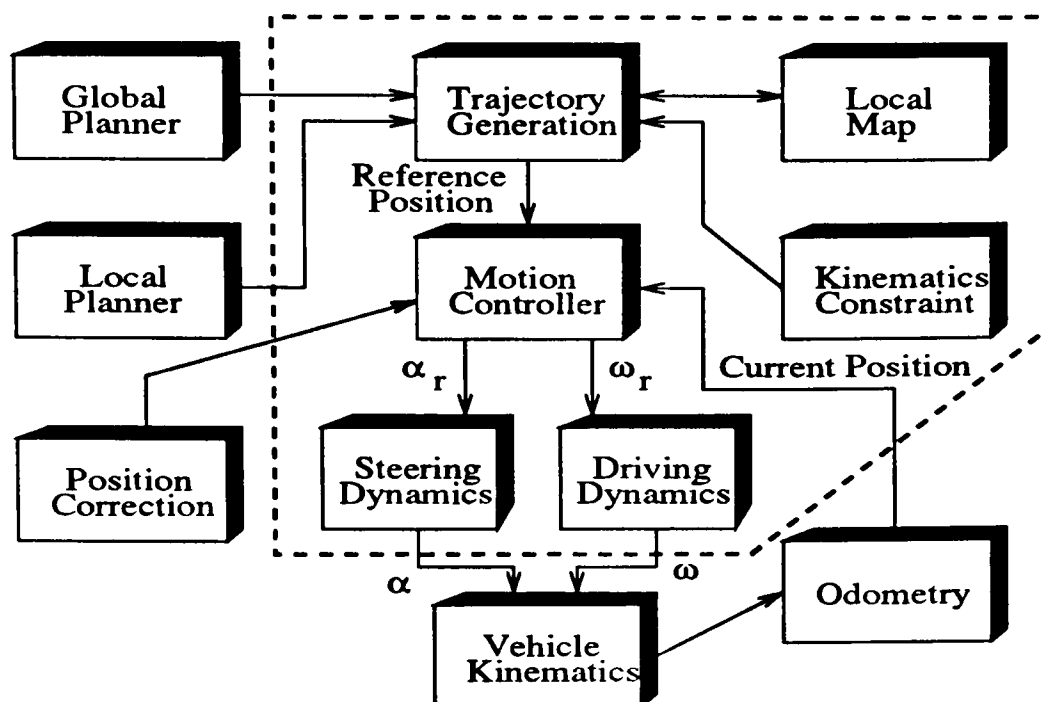 Global
Planner
Trajectory
Generation
Local
Map
Reference
Position
Local
Planner
Motion
Controller
Kinematics
Constraint
α r
ω r
Current Position
Position
Correction
Steering
Dynamics
Driving
Dynamics
α
ω
Odometry
Vehicle
Kinematics